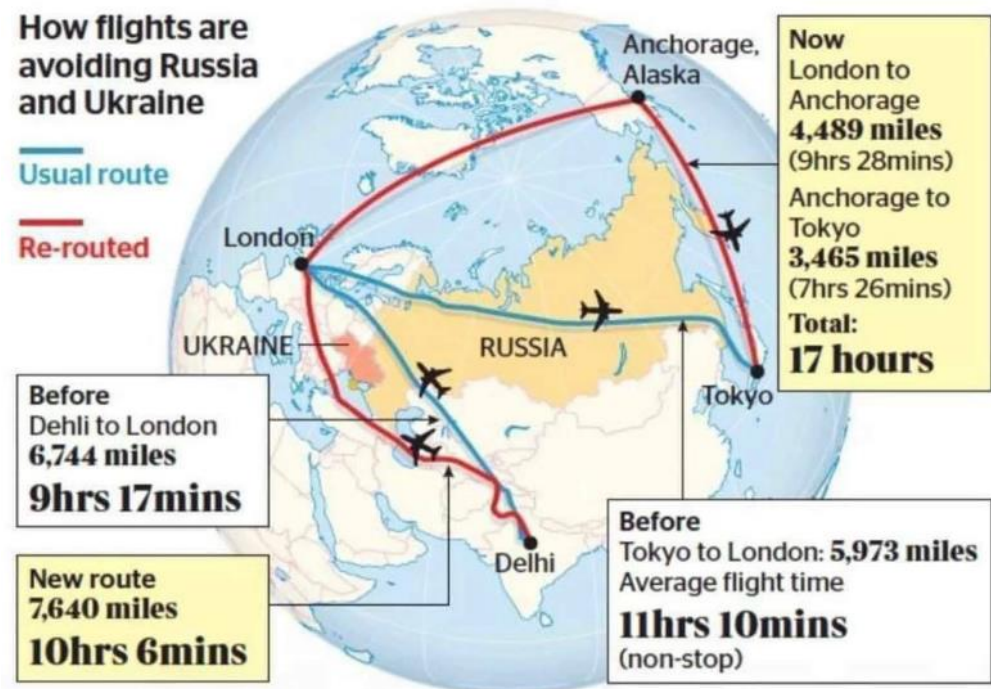 How flights are
avoiding Russia
and Ukraine
Usual route
Re-routed
Anchorage,
Alaska
London
UKRAINE
RUSSIA
Tokyo
Delhi
Now
London to
Anchorage
4,489 miles
(9hrs 28mins)
Anchorage to
Tokyo
3,465 miles
(7hrs 26mins)
Total:
17 hours
Before
Dehli to London
6,744 miles
9hrs 17mins
New route
7,640 miles
10hrs 6mins
Before
Tokyo to London: 5,973 miles
Average flight time
11hrs 10mins
(non-stop)